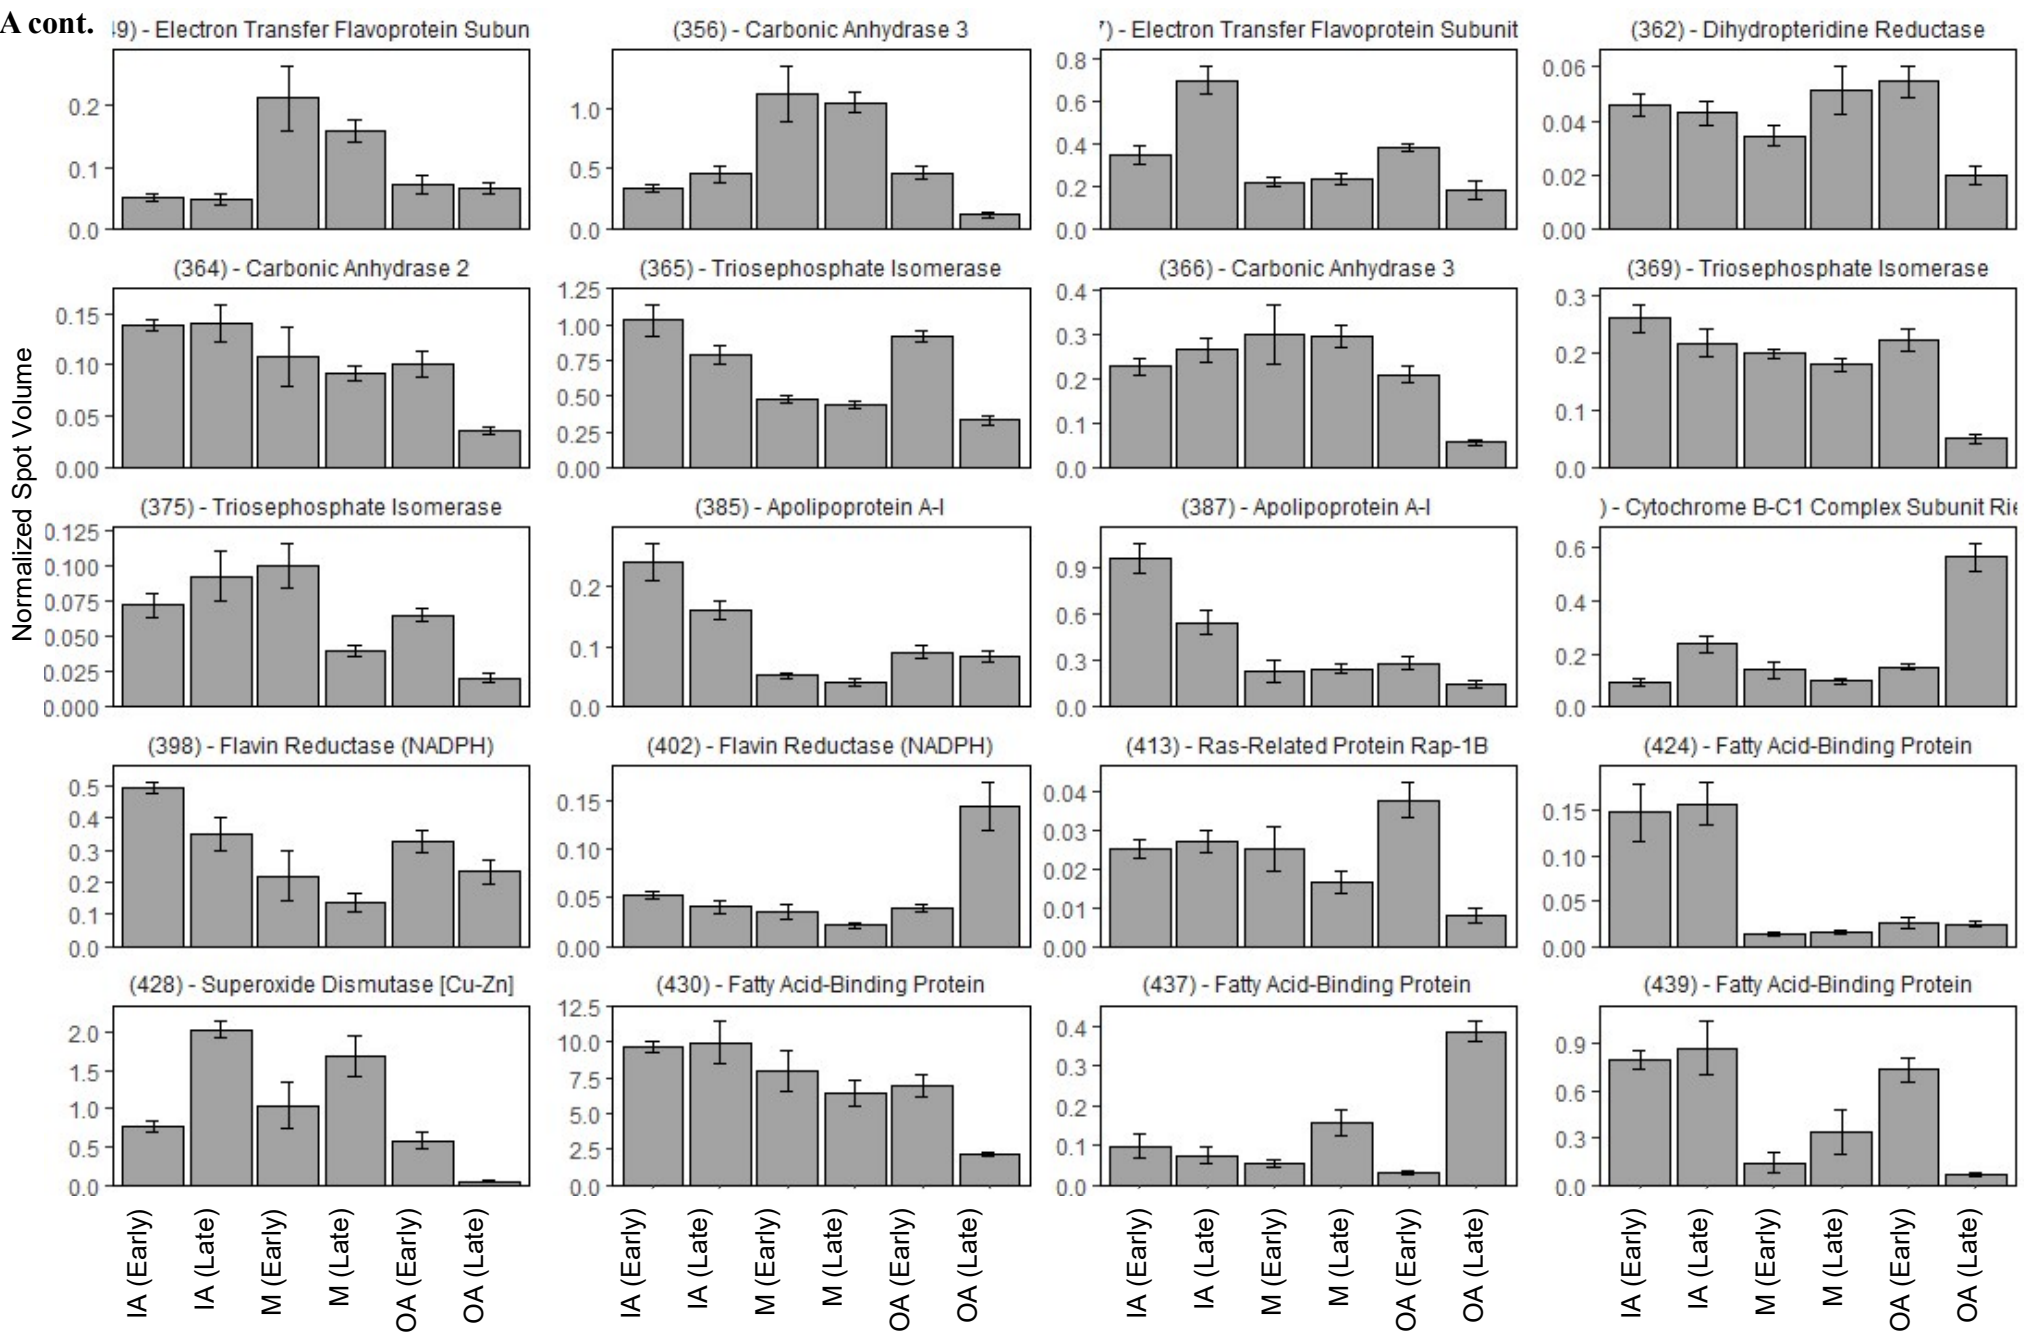 A cont.
49) - Electron Transfer Flavoprotein Subun
(356) - Carbonic Anhydrase 3
7) - Electron Transfer Flavoprotein Subunit
(362) - Dihydropteridine Reductase
0.2
0.1
0.0
1.0
0.5
0.0
0.8
0.6
0.4
0.2
0.0
0.06
0.04
0.02
0.00
(364) - Carbonic Anhydrase 2
(365) - Triosephosphate Isomerase
(366) - Carbonic Anhydrase 3
(369) - Triosephosphate Isomerase
0.15
0.10
0.05
0.00
1.25
1.00
0.75
0.50
0.25
0.00
0.4
0.3
0.2
0.1
0.0
0.3
0.2
0.1
0.0
Normalized Spot Volume
(375) - Triosephosphate Isomerase
(385) - Apolipoprotein A-I
(387) - Apolipoprotein A-I
) - Cytochrome B-C1 Complex Subunit Rie
0.125
0.100
0.075
0.050
0.025
0.000
0.2
0.1
0.0
0.9
0.6
0.3
0.0
0.6
0.4
0.2
0.0
(398) - Flavin Reductase (NADPH)
(402) - Flavin Reductase (NADPH)
(413) - Ras-Related Protein Rap-1B
(424) - Fatty Acid-Binding Protein
0.5
0.4
0.3
0.2
0.1
0.0
0.15
0.10
0.05
0.00
0.04
0.03
0.02
0.01
0.00
0.15
0.10
0.05
0.00
(428) - Superoxide Dismutase [Cu-Zn]
(430) - Fatty Acid-Binding Protein
(437) - Fatty Acid-Binding Protein
(439) - Fatty Acid-Binding Protein
2.0
1.5
1.0
0.5
0.0
12.5
10.0
7.5
5.0
2.5
0.0
0.4
0.3
0.2
0.1
0.0
0.9
0.6
0.3
0.0
IA (Early)
IA (Late)
M (Early)
M (Late)
OA (Early)
OA (Late)
IA (Early)
IA (Late)
M (Early)
M (Late)
OA (Early)
OA (Late)
IA (Early)
IA (Late)
M (Early)
M (Late)
OA (Early)
OA (Late)
IA (Early)
IA (Late)
M (Early)
M (Late)
OA (Early)
OA (Late)